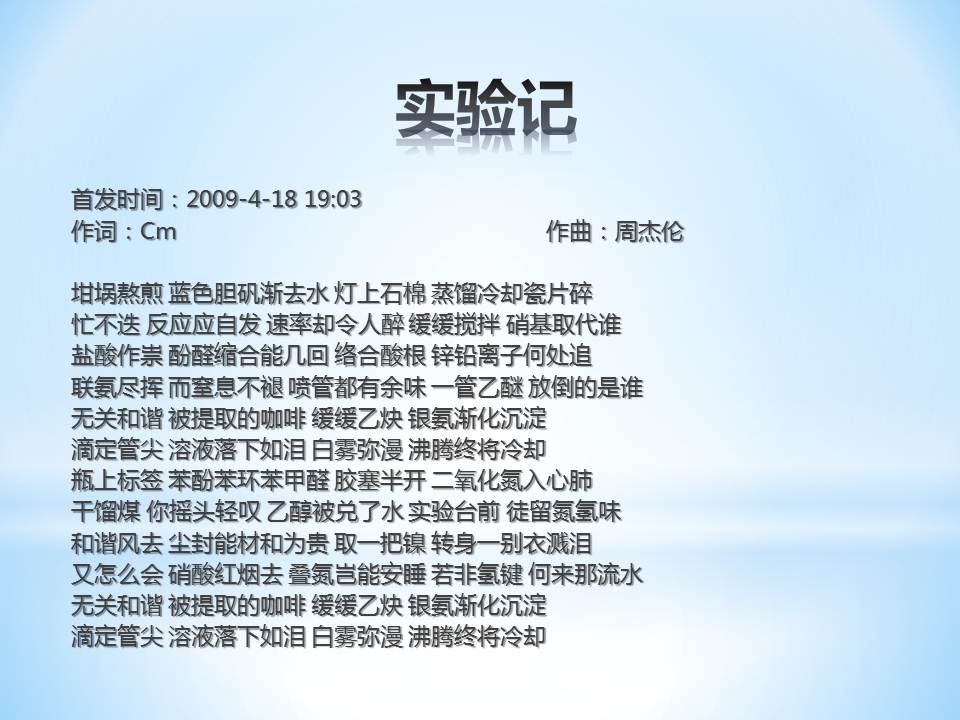 实验记
首发时间：2009-4-18 19:03
作词：Cm 作曲：周杰伦
坩埚熬煎 蓝色胆矾渐去水 灯上石棉 蒸馏冷却瓷片碎
忙不迭 反应应自发 速率却令人醉 缓缓搅拌 硝基取代谁
盐酸作祟 酚醛缩合能几回 络合酸根 锌铅离子何处追
联氨尽挥 而窒息不褪 喷管都有余味 一管乙醚 放倒的是谁
无关和谐 被提取的咖啡 缓缓乙炔 银氨渐化沉淀
滴定管尖 溶液落下如泪 白雾弥漫 沸腾终将冷却
瓶上标签 苯酚苯环苯甲醛 胶塞半开 二氧化氮入心肺
干馏煤 你摇头轻叹 乙醇被兑了水 实验台前 徒留氮氢味
和谐风去 尘封能材和为贵 取一把镍 转身一别衣溅泪
又怎么会 硝酸红烟去 叠氮岂能安睡 若非氢键 何来那流水
无关和谐 被提取的咖啡 缓缓乙炔 银氨渐化沉淀
滴定管尖 溶液落下如泪 白雾弥漫 沸腾终将冷却